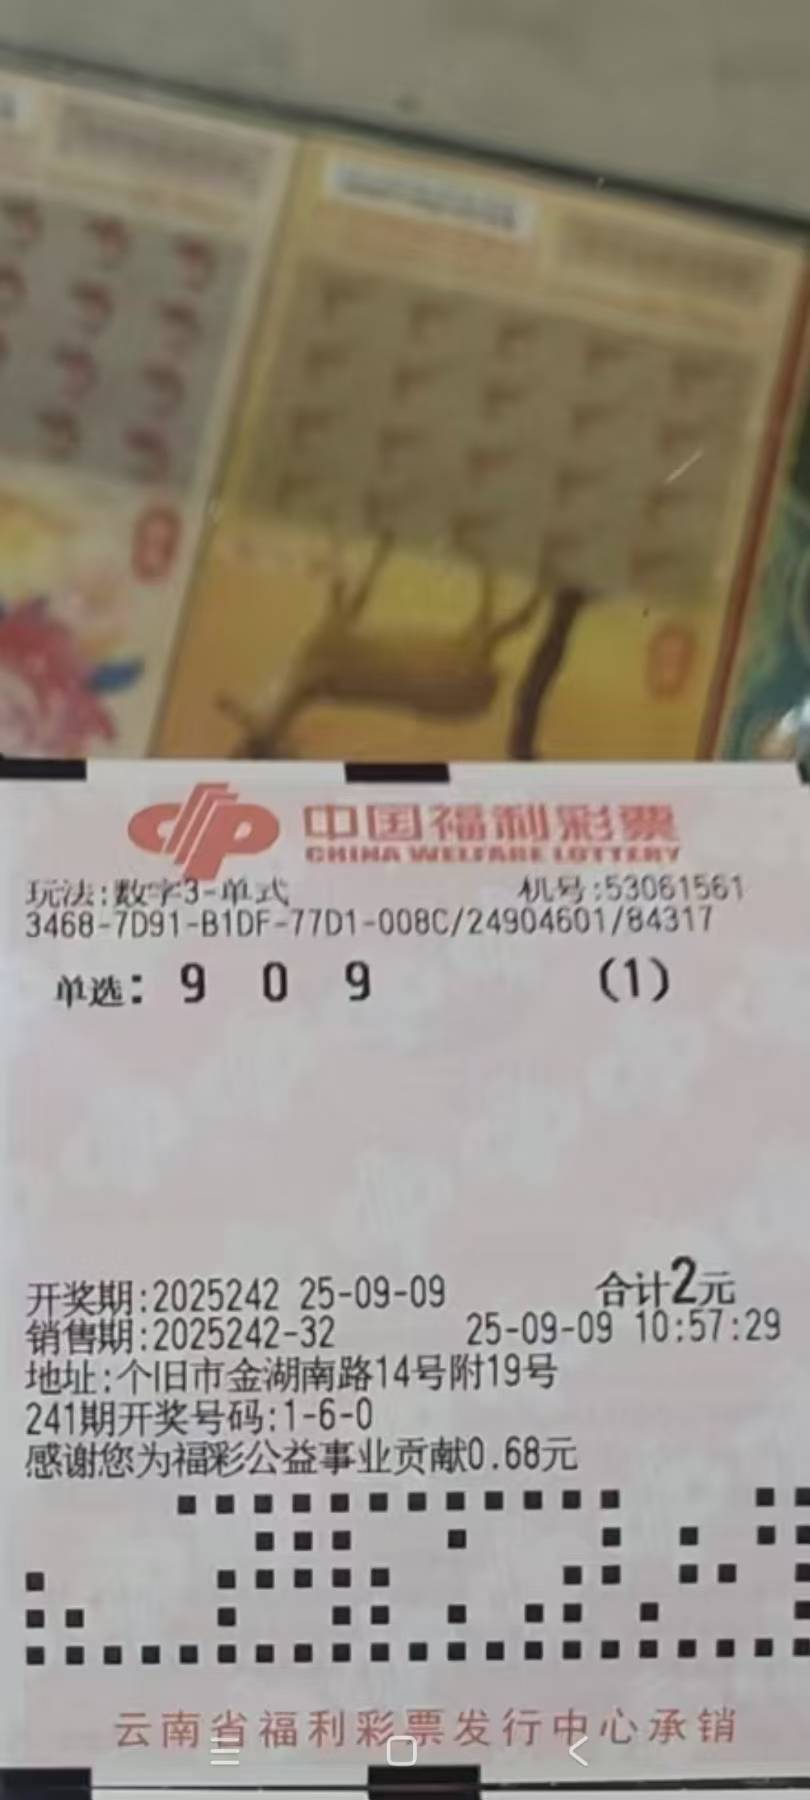 中国福利彩票
CHINA WELFARE LOTTERY
玩法:数字3-单式 机号:53061561
3468-7D91-B1DF-77D1-008C/24904601/84317
单选: 9 0 9 (1)
开奖期:2025242 25-09-09 合计2元
销售期:2025242-32 25-09-09 10:57:29
地址:个旧市金湖南路14号附19号
241期开奖号码:1-6-0
感谢您为福彩公益事业贡献0.68元
云南省福利彩票发行中心承销